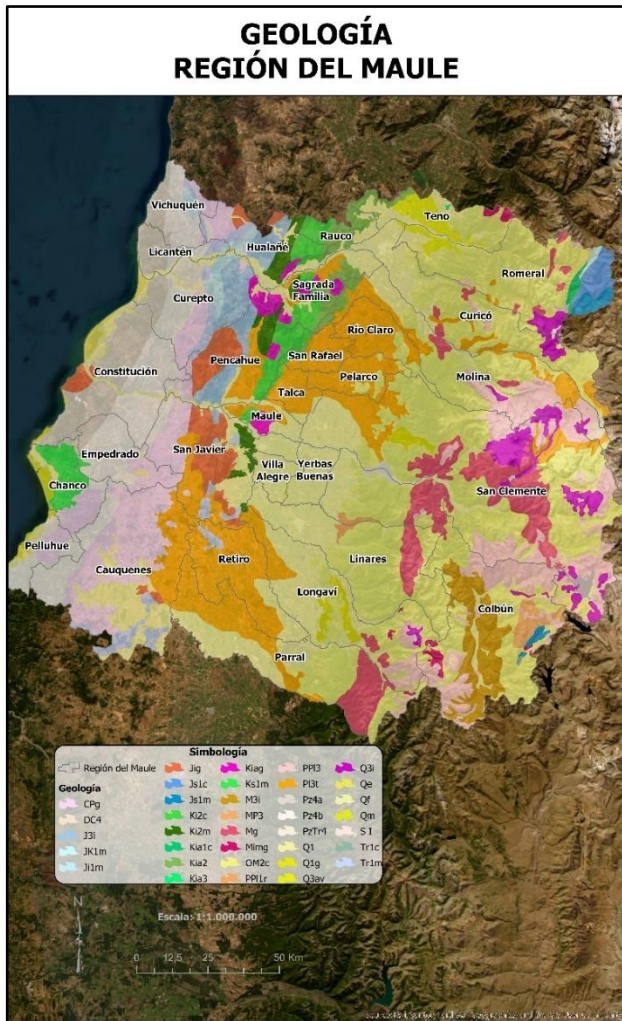 GEOLOGÍA
REGIÓN DEL MAULE
Vichuquén
Teno
Rauco
Hualañé
Licantén
Romeral
Sagrada
Familia
Curepto
Curicó
Rio Claro
Constitución
Pencahue
San Rafael
Pelarco
Molina
Talca
Maule
Empedrado
San Javier
Villa
Alegre
Yerbas
Buenas
Chanco
San Clemente
Pelluhue
Cauquenes
Retiro
Linares
Longaví
Colbún
Parral
Simbología
Región del Maule
Geología
CPg
DC4
J3i
JK1m
Ji1m
Jig
Js1c
Js1m
Ki2c
Ki2m
Kia1c
Kia2
Kia3
Kiag
Ks1m
M3i
MP3
Mg
Mimg
OM2c
PPl1r
PPl3
Pl3t
Pz4a
Pz4b
PzTr4
Q1
Q1g
Q3av
Q3i
Qe
Qf
Qm
S I
Tr1c
Tr1m
N
Escala: 1:1.000.000
0 12,5 25 50 Km